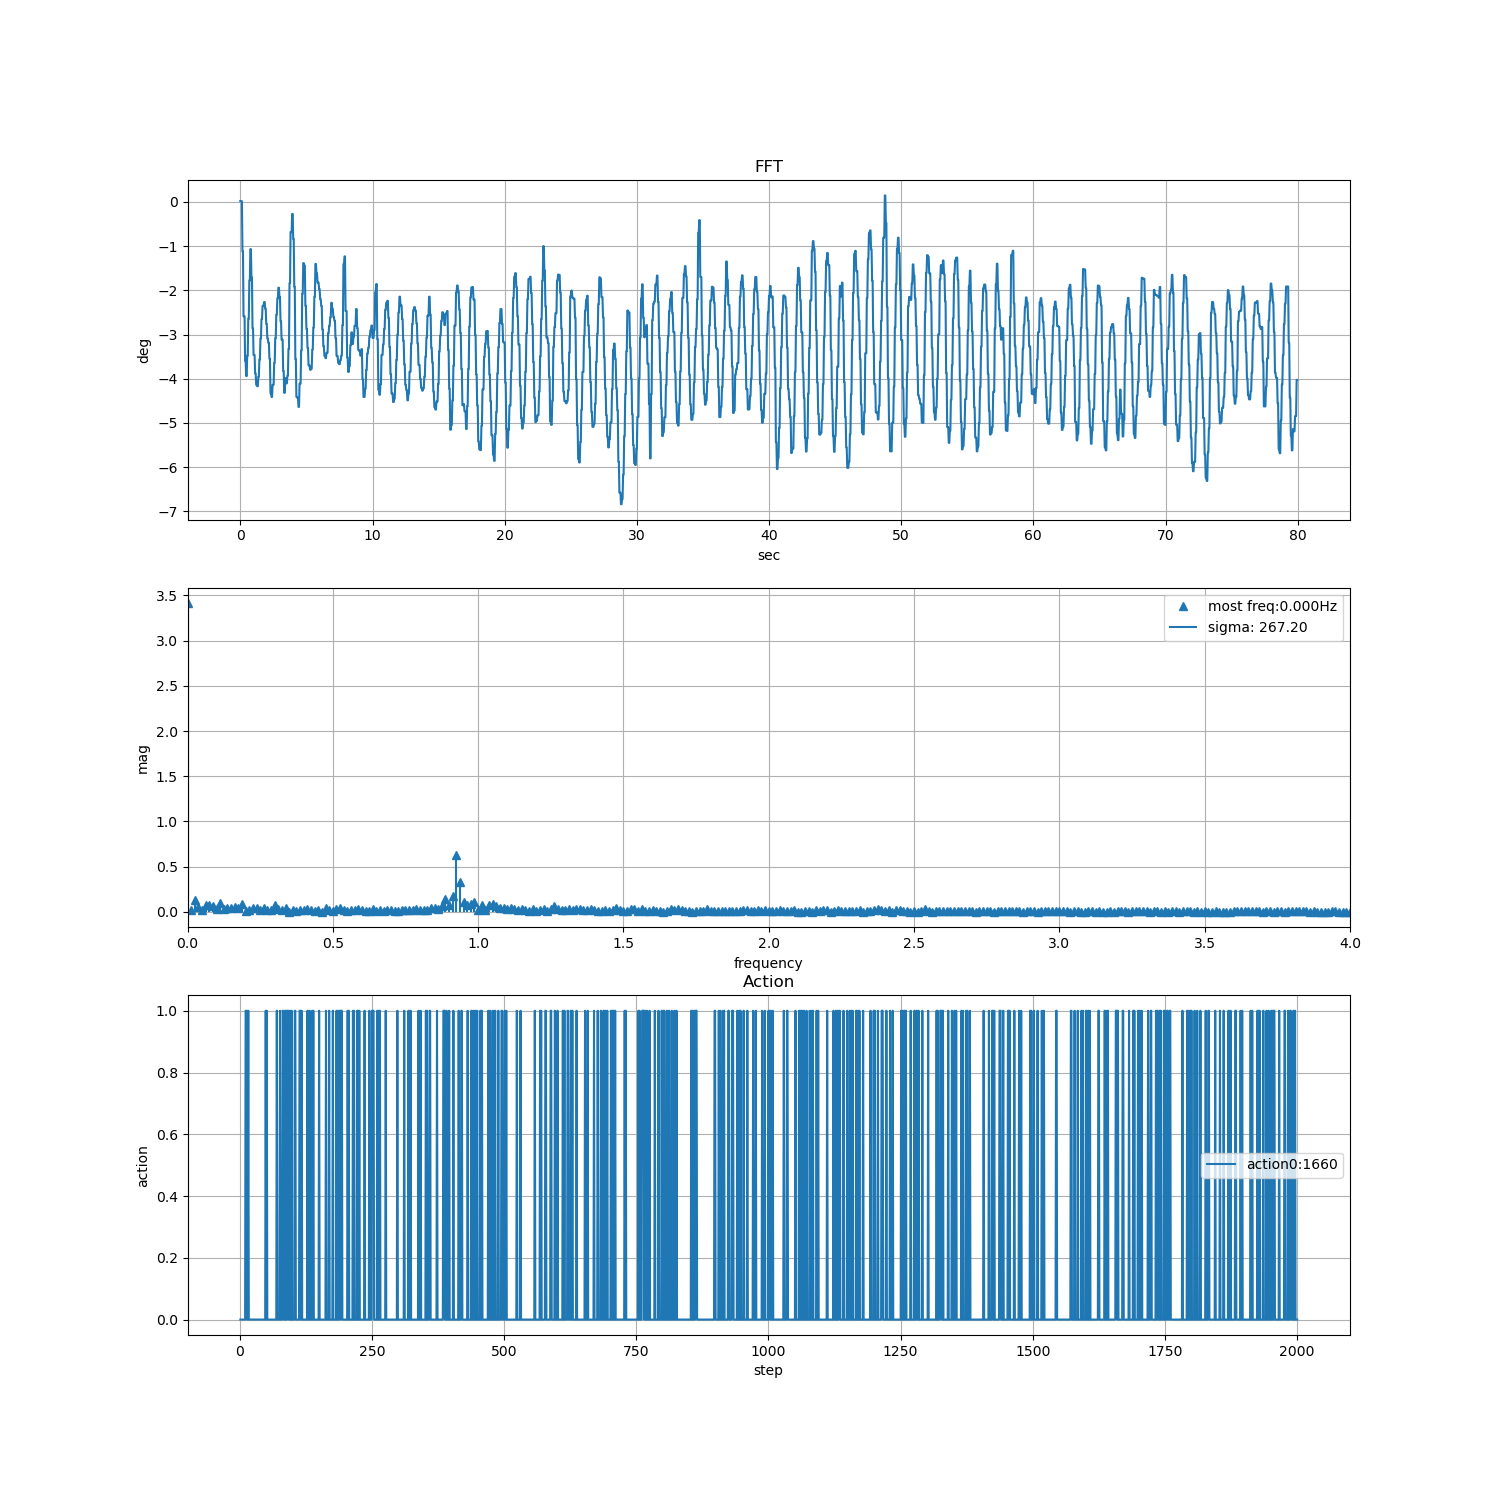 FFT
0
−1
−2
−3
−4
−5
−6
−7
deg
0 10 20 30 40 50 60 70 80
sec
3.5
3.0
2.5
2.0
1.5
1.0
0.5
0.0
mag
most freq:0.000Hz
sigma: 267.20
0.0 0.5 1.0 1.5 2.0 2.5 3.0 3.5 4.0
frequency
Action
1.0
0.8
0.6
0.4
0.2
0.0
action
action0:1660
0 250 500 750 1000 1250 1500 1750 2000
step